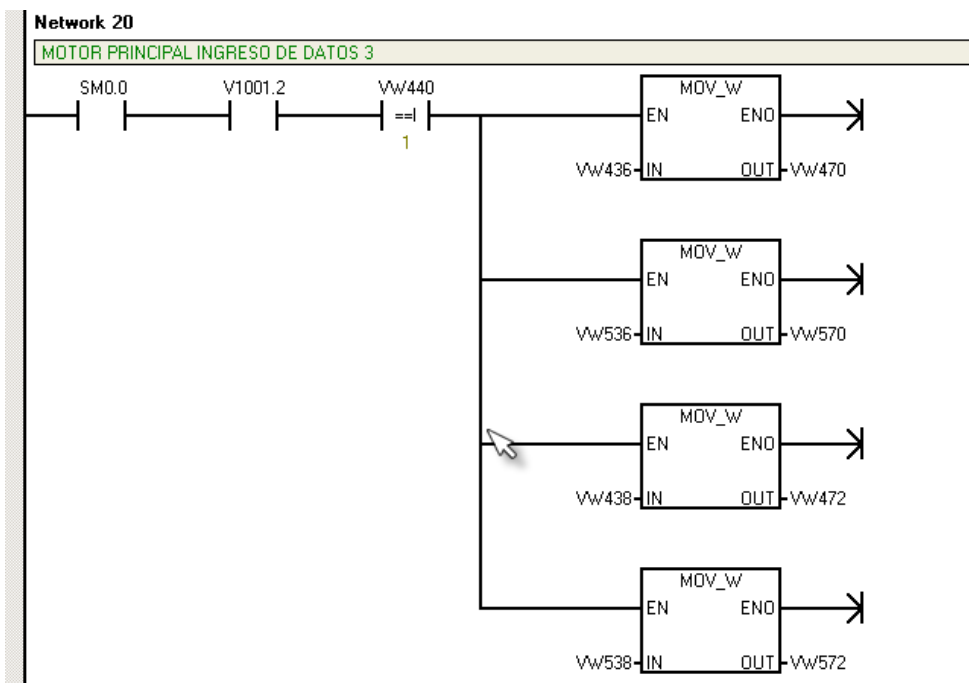 Network 20
MOTOR PRINCIPAL INGRESO DE DATOS 3
SM0.0 V1001.2 VW440
==I
1
MOV_W
EN ENO
VW436 IN OUT VW470
MOV_W
EN ENO
VW536 IN OUT VW570
MOV_W
EN ENO
VW438 IN OUT VW472
MOV_W
EN ENO
VW538 IN OUT VW572